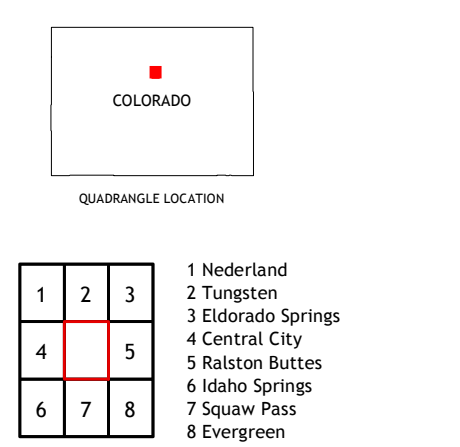 COLORADO
QUADRANGLE LOCATION
1 2 3
4 5
6 7 8
1 Nederland
2 Tungsten
3 Eldorado Springs
4 Central City
5 Ralston Buttes
6 Idaho Springs
7 Squaw Pass
8 Evergreen